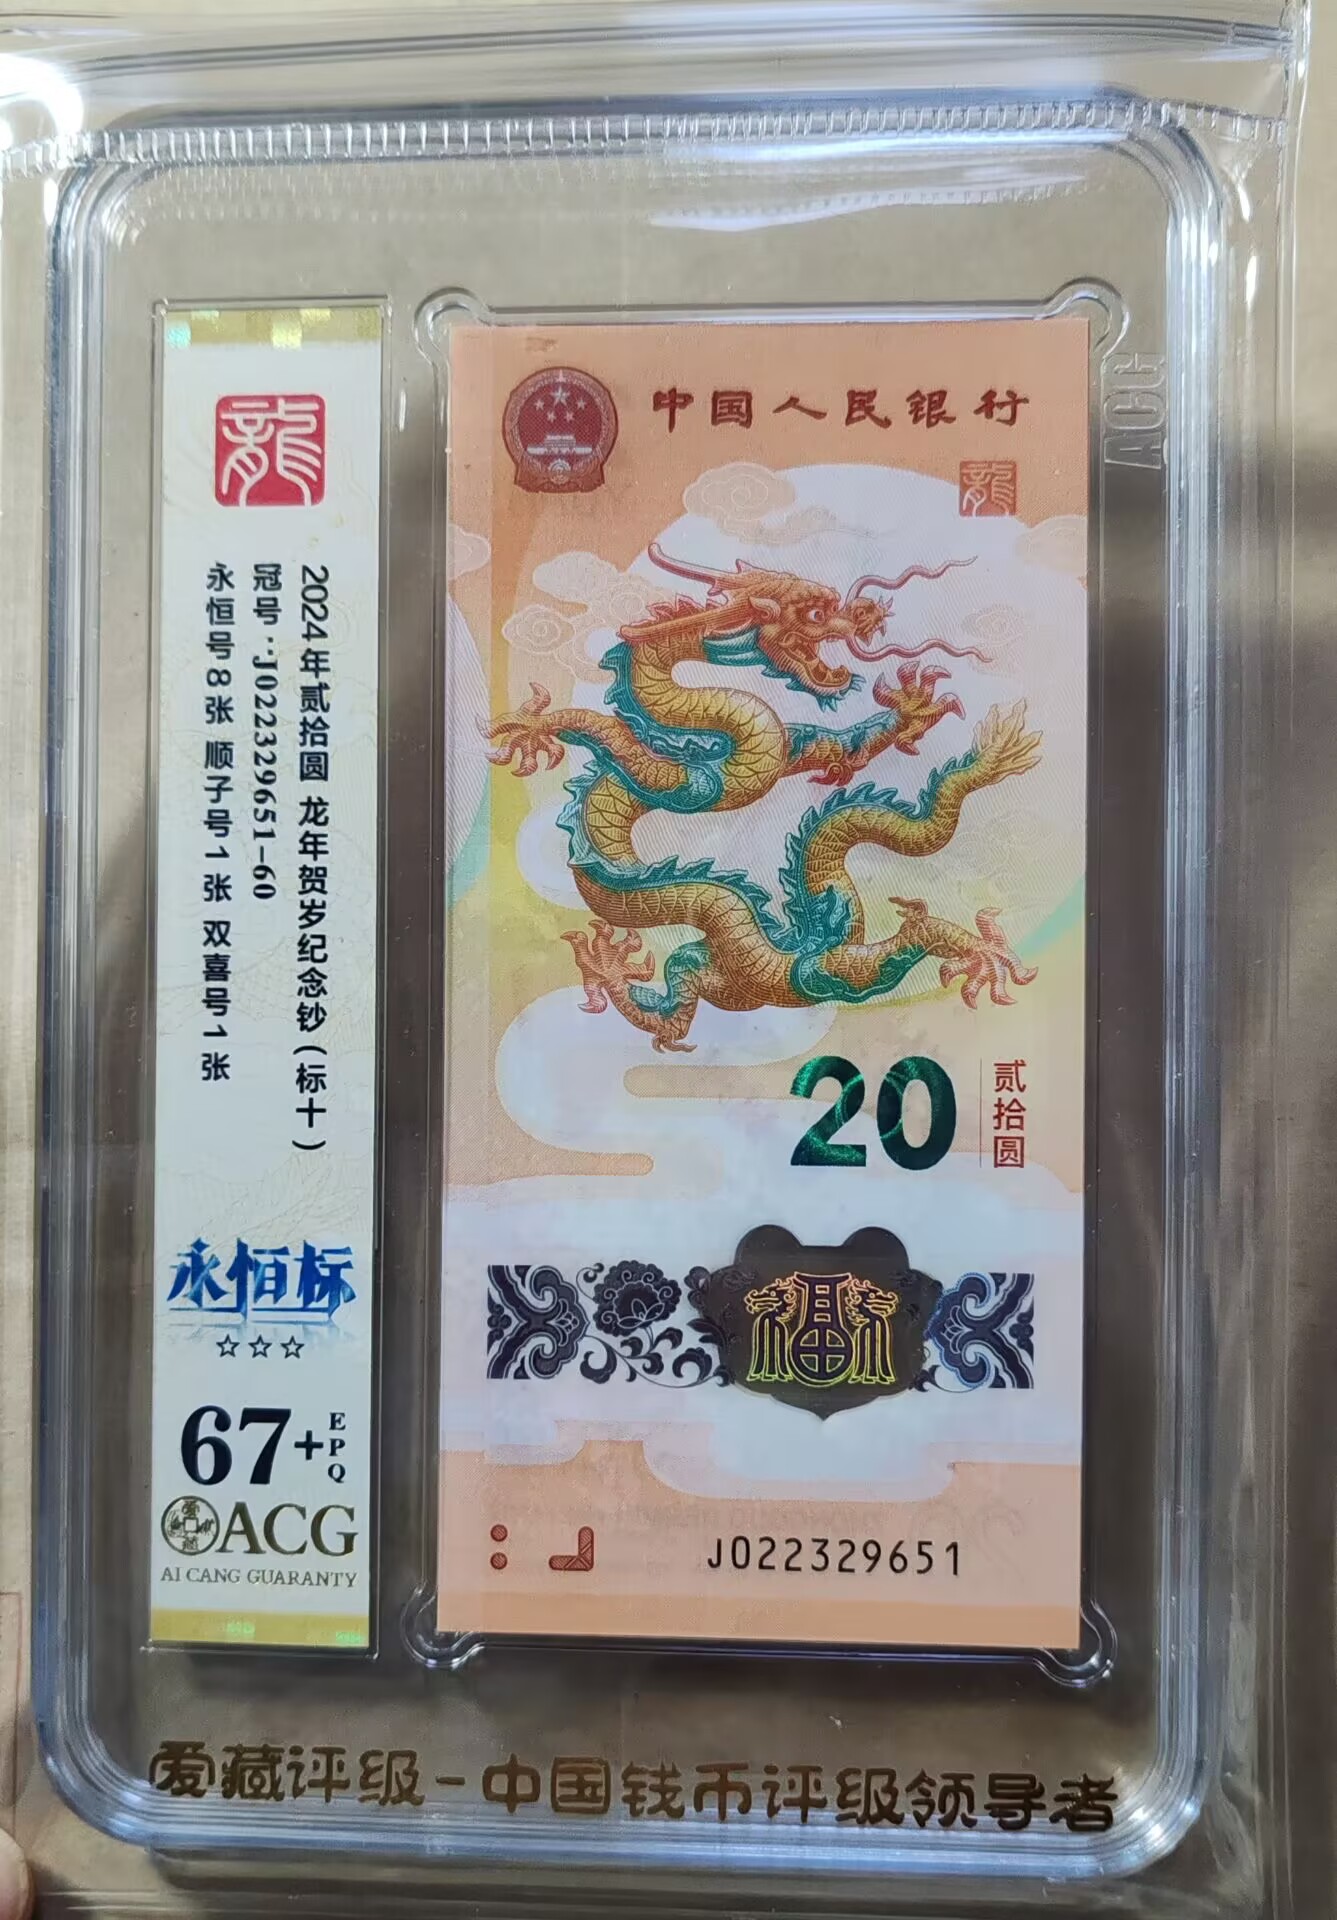 龍
2024年贰拾圆 龙年贺岁纪念钞(标十)
冠号:J022329651-60
永恒号8张 顺子号1张 双喜号1张
永恒标
☆☆☆
67+EPQ
爱藏
ACG
AI CANG GUARANTY
中国人民银行
龍
20
贰拾圆
福
J022329651
ACG
爱藏评级-中国钱币评级领导者